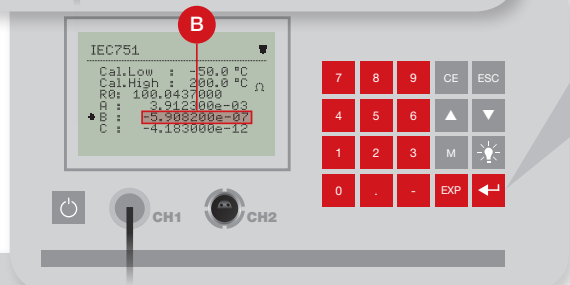 B
IEC751
Cal.Low : -50.0 °C
Cal.High : 200.0 °C
Ω
R0: 100.0437000
A : 3.912300e-03
B : -5.908200e-07
C : -4.183000e-12
7 8 9 CE ESC
4 5 6
1 2 3 M
0 . - EXP
CH1
CH2